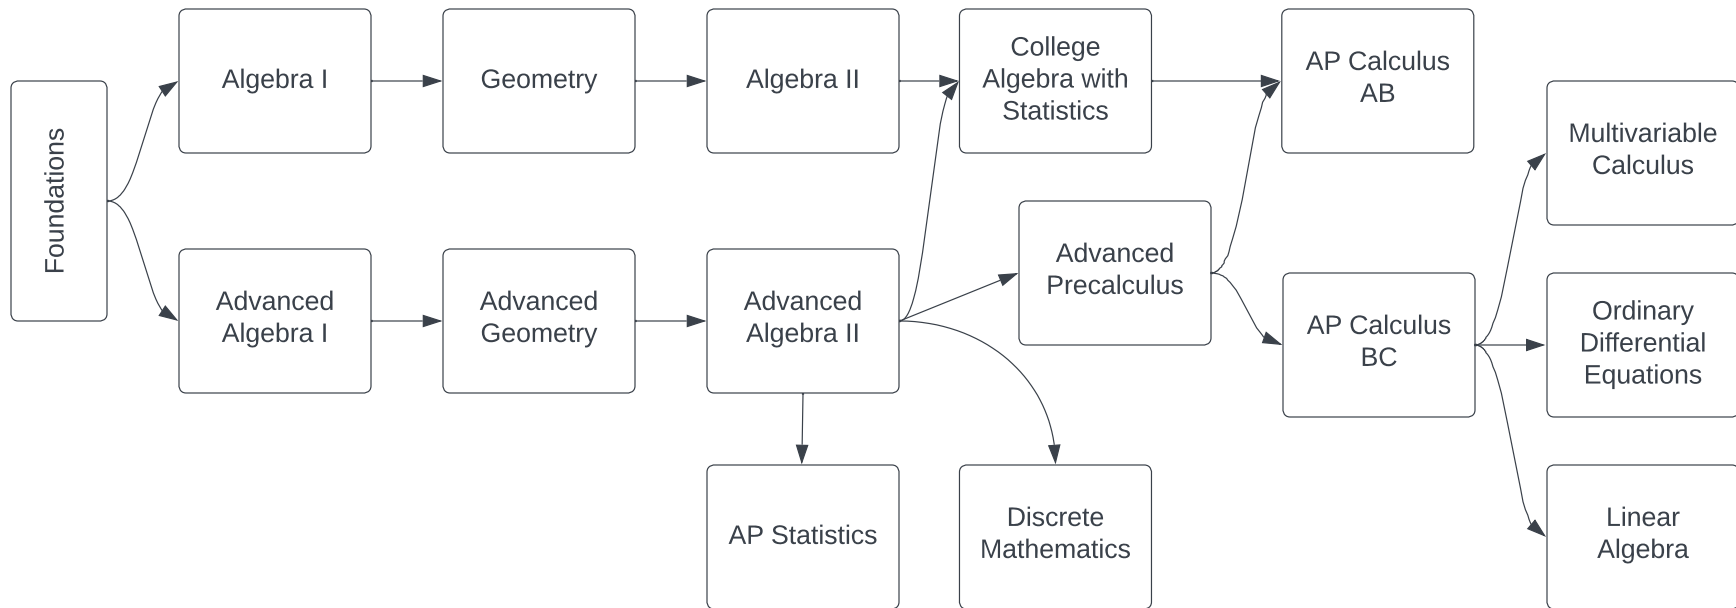 Foundations
Algebra I
Geometry
Algebra II
College
Algebra with
Statistics
AP Calculus
AB
Advanced
Algebra I
Advanced
Geometry
Advanced
Algebra II
Advanced
Precalculus
AP Calculus
BC
Multivariable
Calculus
Ordinary
Differential
Equations
Linear
Algebra
AP Statistics
Discrete
Mathematics